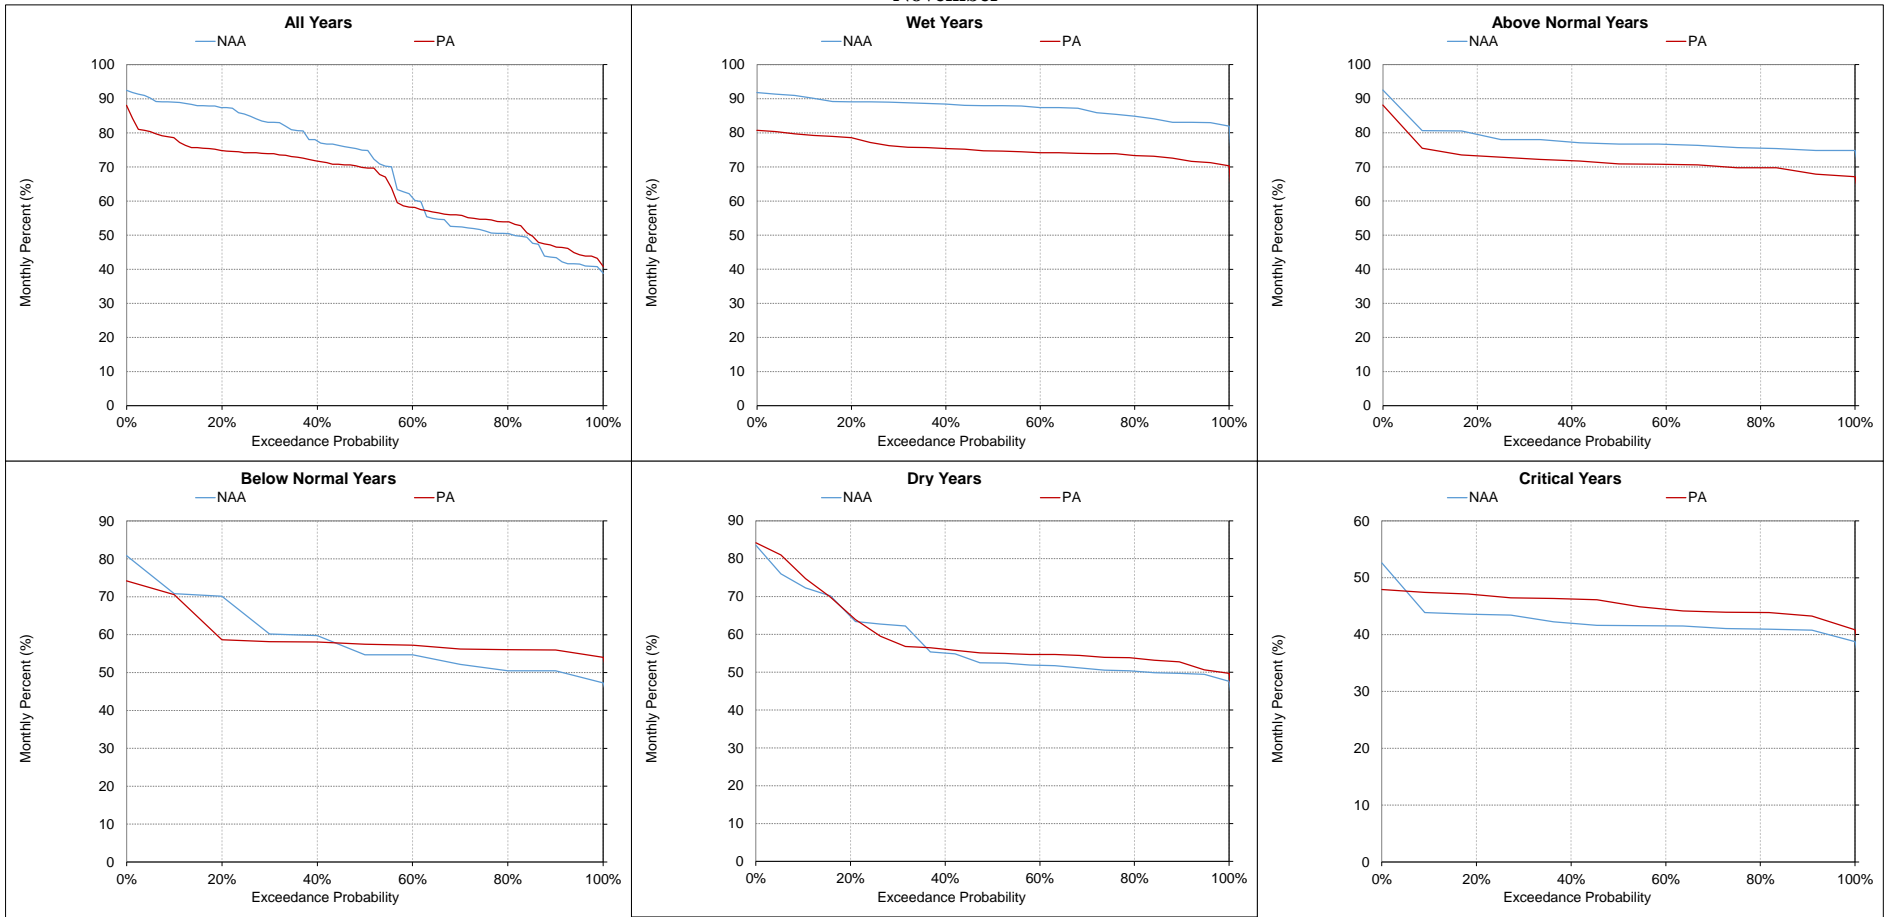 All Years
NAA PA
100
90
80
70
60
50
40
30
20
10
0
0% 20% 40% 60% 80% 100%
Monthly Percent (%)
Exceedance Probability
Wet Years
NAA PA
100
90
80
70
60
50
40
30
20
10
0
0% 20% 40% 60% 80% 100%
Monthly Percent (%)
Exceedance Probability
Above Normal Years
NAA PA
100
90
80
70
60
50
40
30
20
10
0
0% 20% 40% 60% 80% 100%
Monthly Percent (%)
Exceedance Probability
Below Normal Years
NAA PA
90
80
70
60
50
40
30
20
10
0
0% 20% 40% 60% 80% 100%
Monthly Percent (%)
Exceedance Probability
Dry Years
NAA PA
90
80
70
60
50
40
30
20
10
0
0% 20% 40% 60% 80% 100%
Monthly Percent (%)
Exceedance Probability
Critical Years
NAA PA
60
50
40
30
20
10
0
0% 20% 40% 60% 80% 100%
Monthly Percent (%)
Exceedance Probability